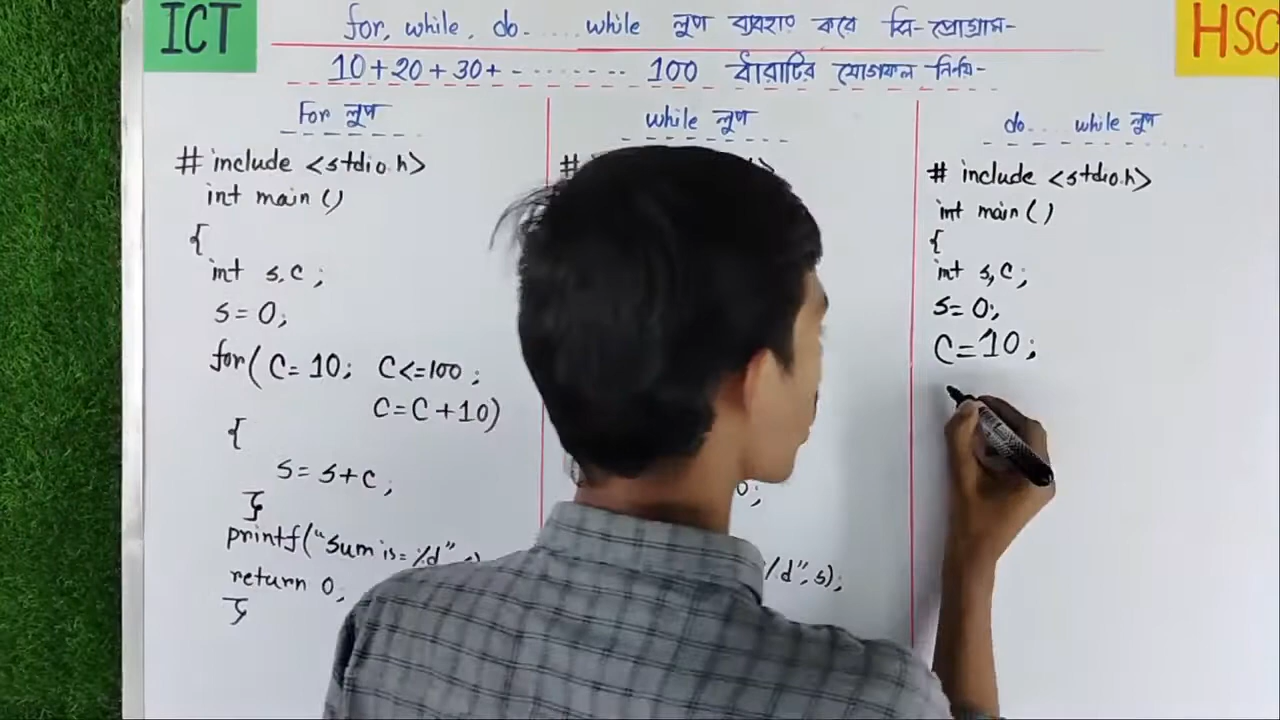 ICT
for, while, do..... while লুপ ব্যবহার করে সি-প্রোগ্রাম-
HSC
10+20+30+-------- 100 ধারাটির যোগফল নির্ণয়-
For লুপ
# include <stdio.h>
int main ()
{
int s,c;
s=0;
for( C=10; C<=100;
C=C+10)
{
s=s+c;
}
printf("Sum is=%d"
return 0;
}
while লুপ
#
0;
/d",s);
do... while লুপ
# include <stdio.h>
int main()
{
int s,c;
s=0;
C=10;